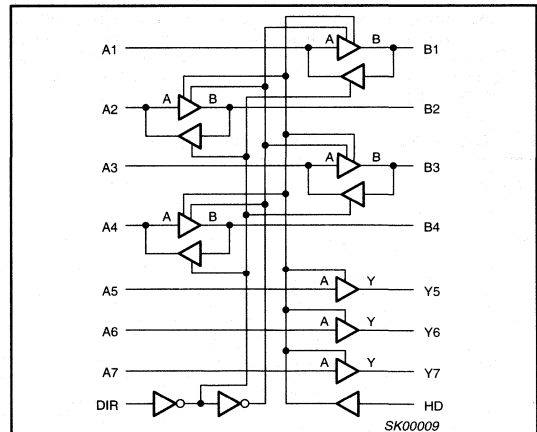 A1 A B B1
A2 A B B2
A3 A B B3
A4 A B B4
A5 A Y Y5
A6 A Y Y6
A7 A Y Y7
DIR HD
SK00009